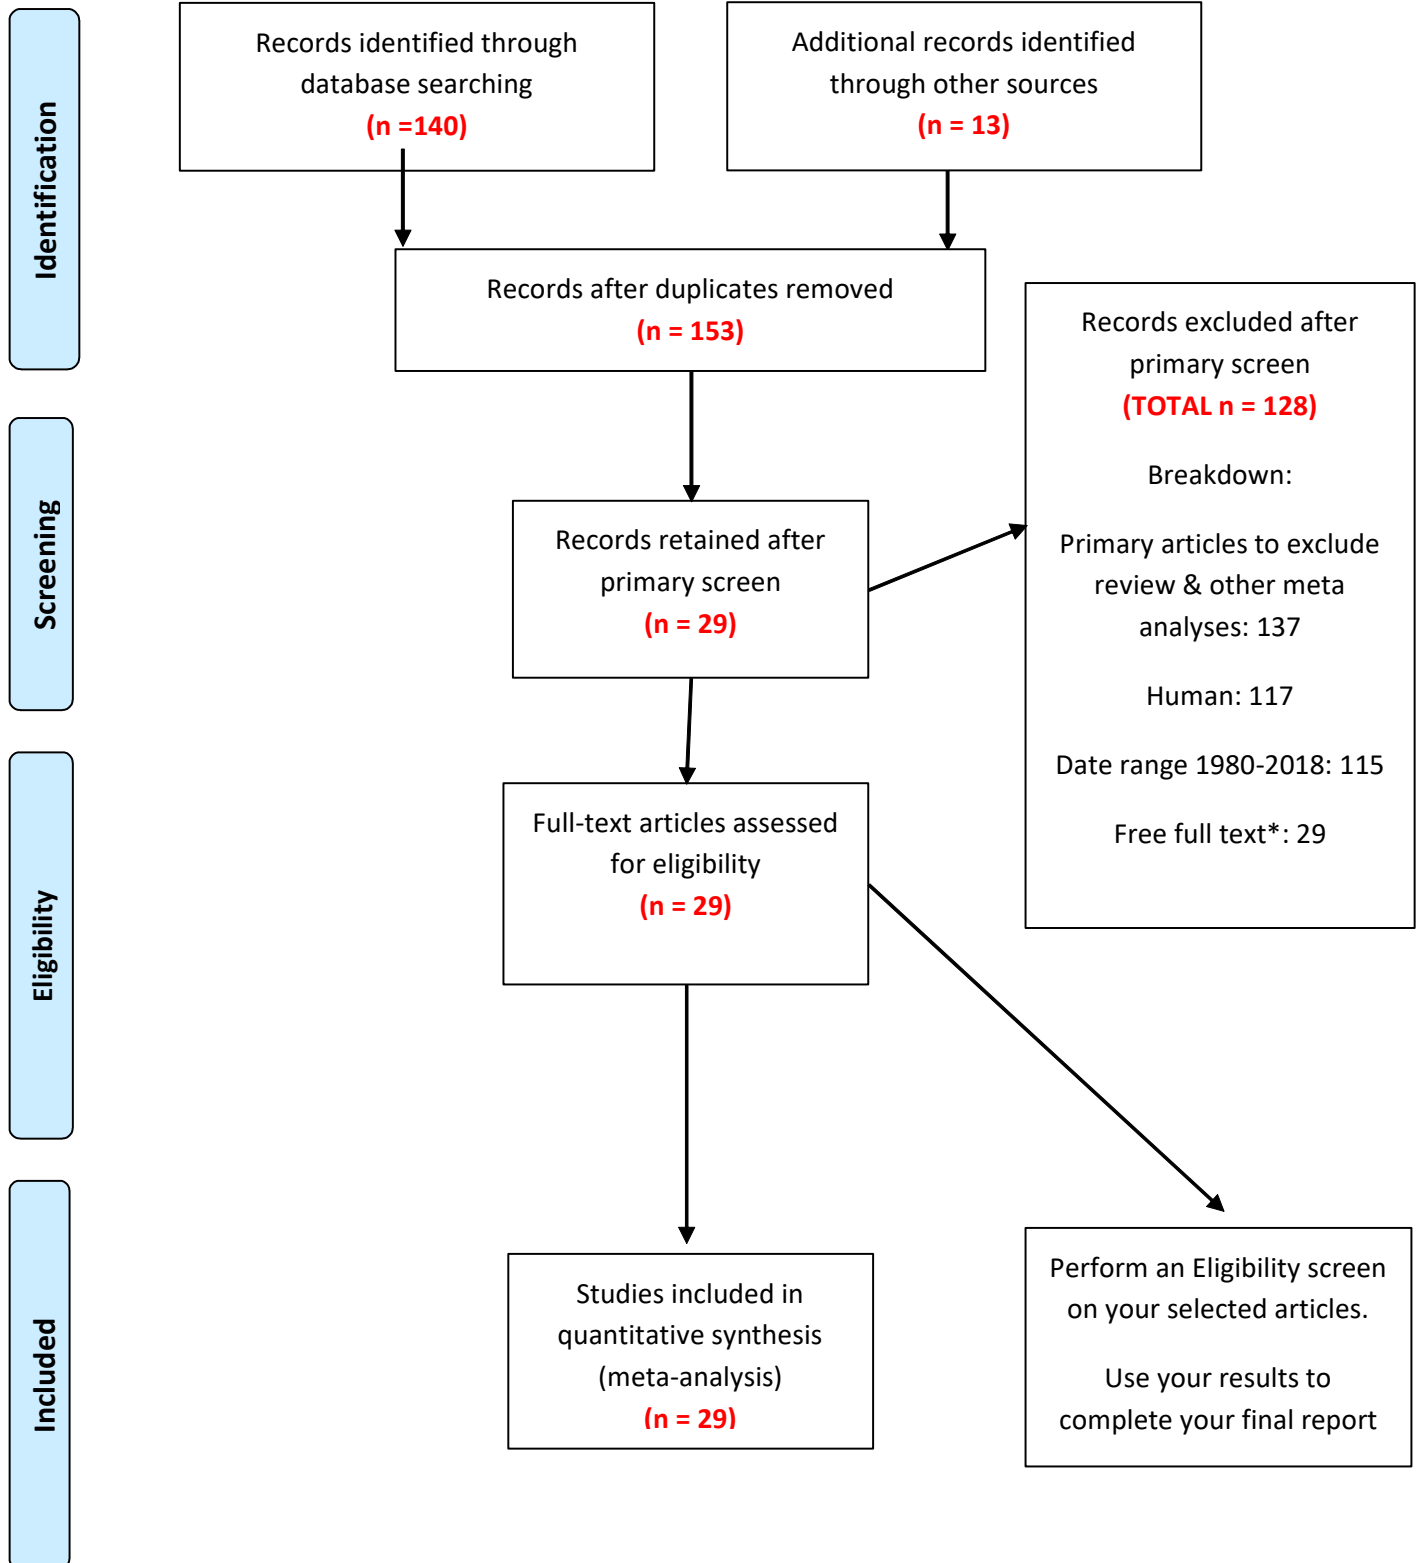 Identification
Records identified through
database searching
(n =140)
Additional records identified
through other sources
(n = 13)
Records after duplicates removed
(n = 153)
Screening
Records retained after
primary screen
(n = 29)
Records excluded after
primary screen
(TOTAL n = 128)
Breakdown:
Primary articles to exclude
review & other meta
analyses: 137
Human: 117
Date range 1980-2018: 115
Free full text*: 29
Eligibility
Full-text articles assessed
for eligibility
(n = 29)
Included
Studies included in
quantitative synthesis
(meta-analysis)
(n = 29)
Perform an Eligibility screen
on your selected articles.
Use your results to
complete your final report